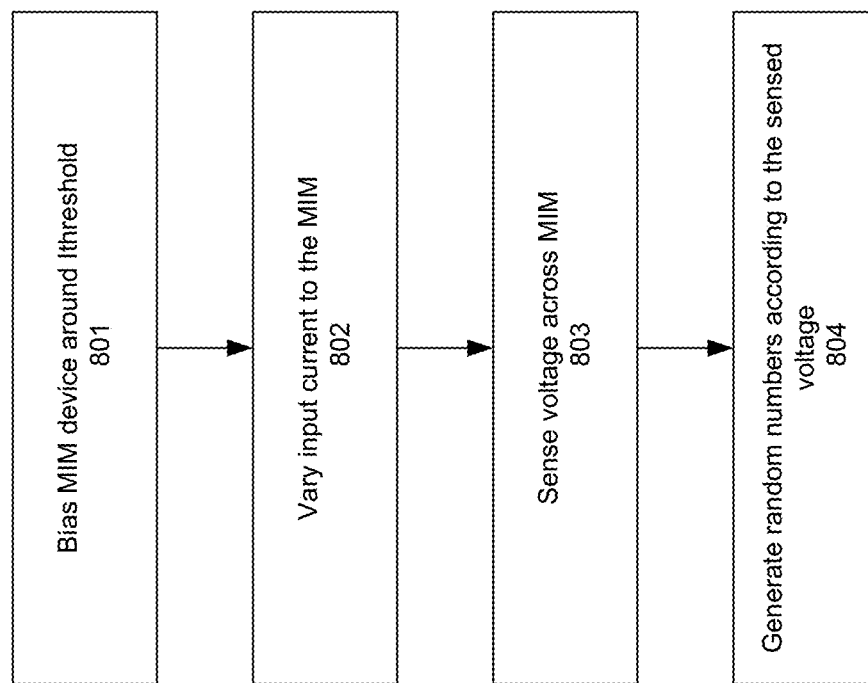 Bias MIM device around Ithreshold
801
Vary input current to the MIM
802
Sense voltage across MIM
803
Generate random numbers according to the sensed
voltage
804